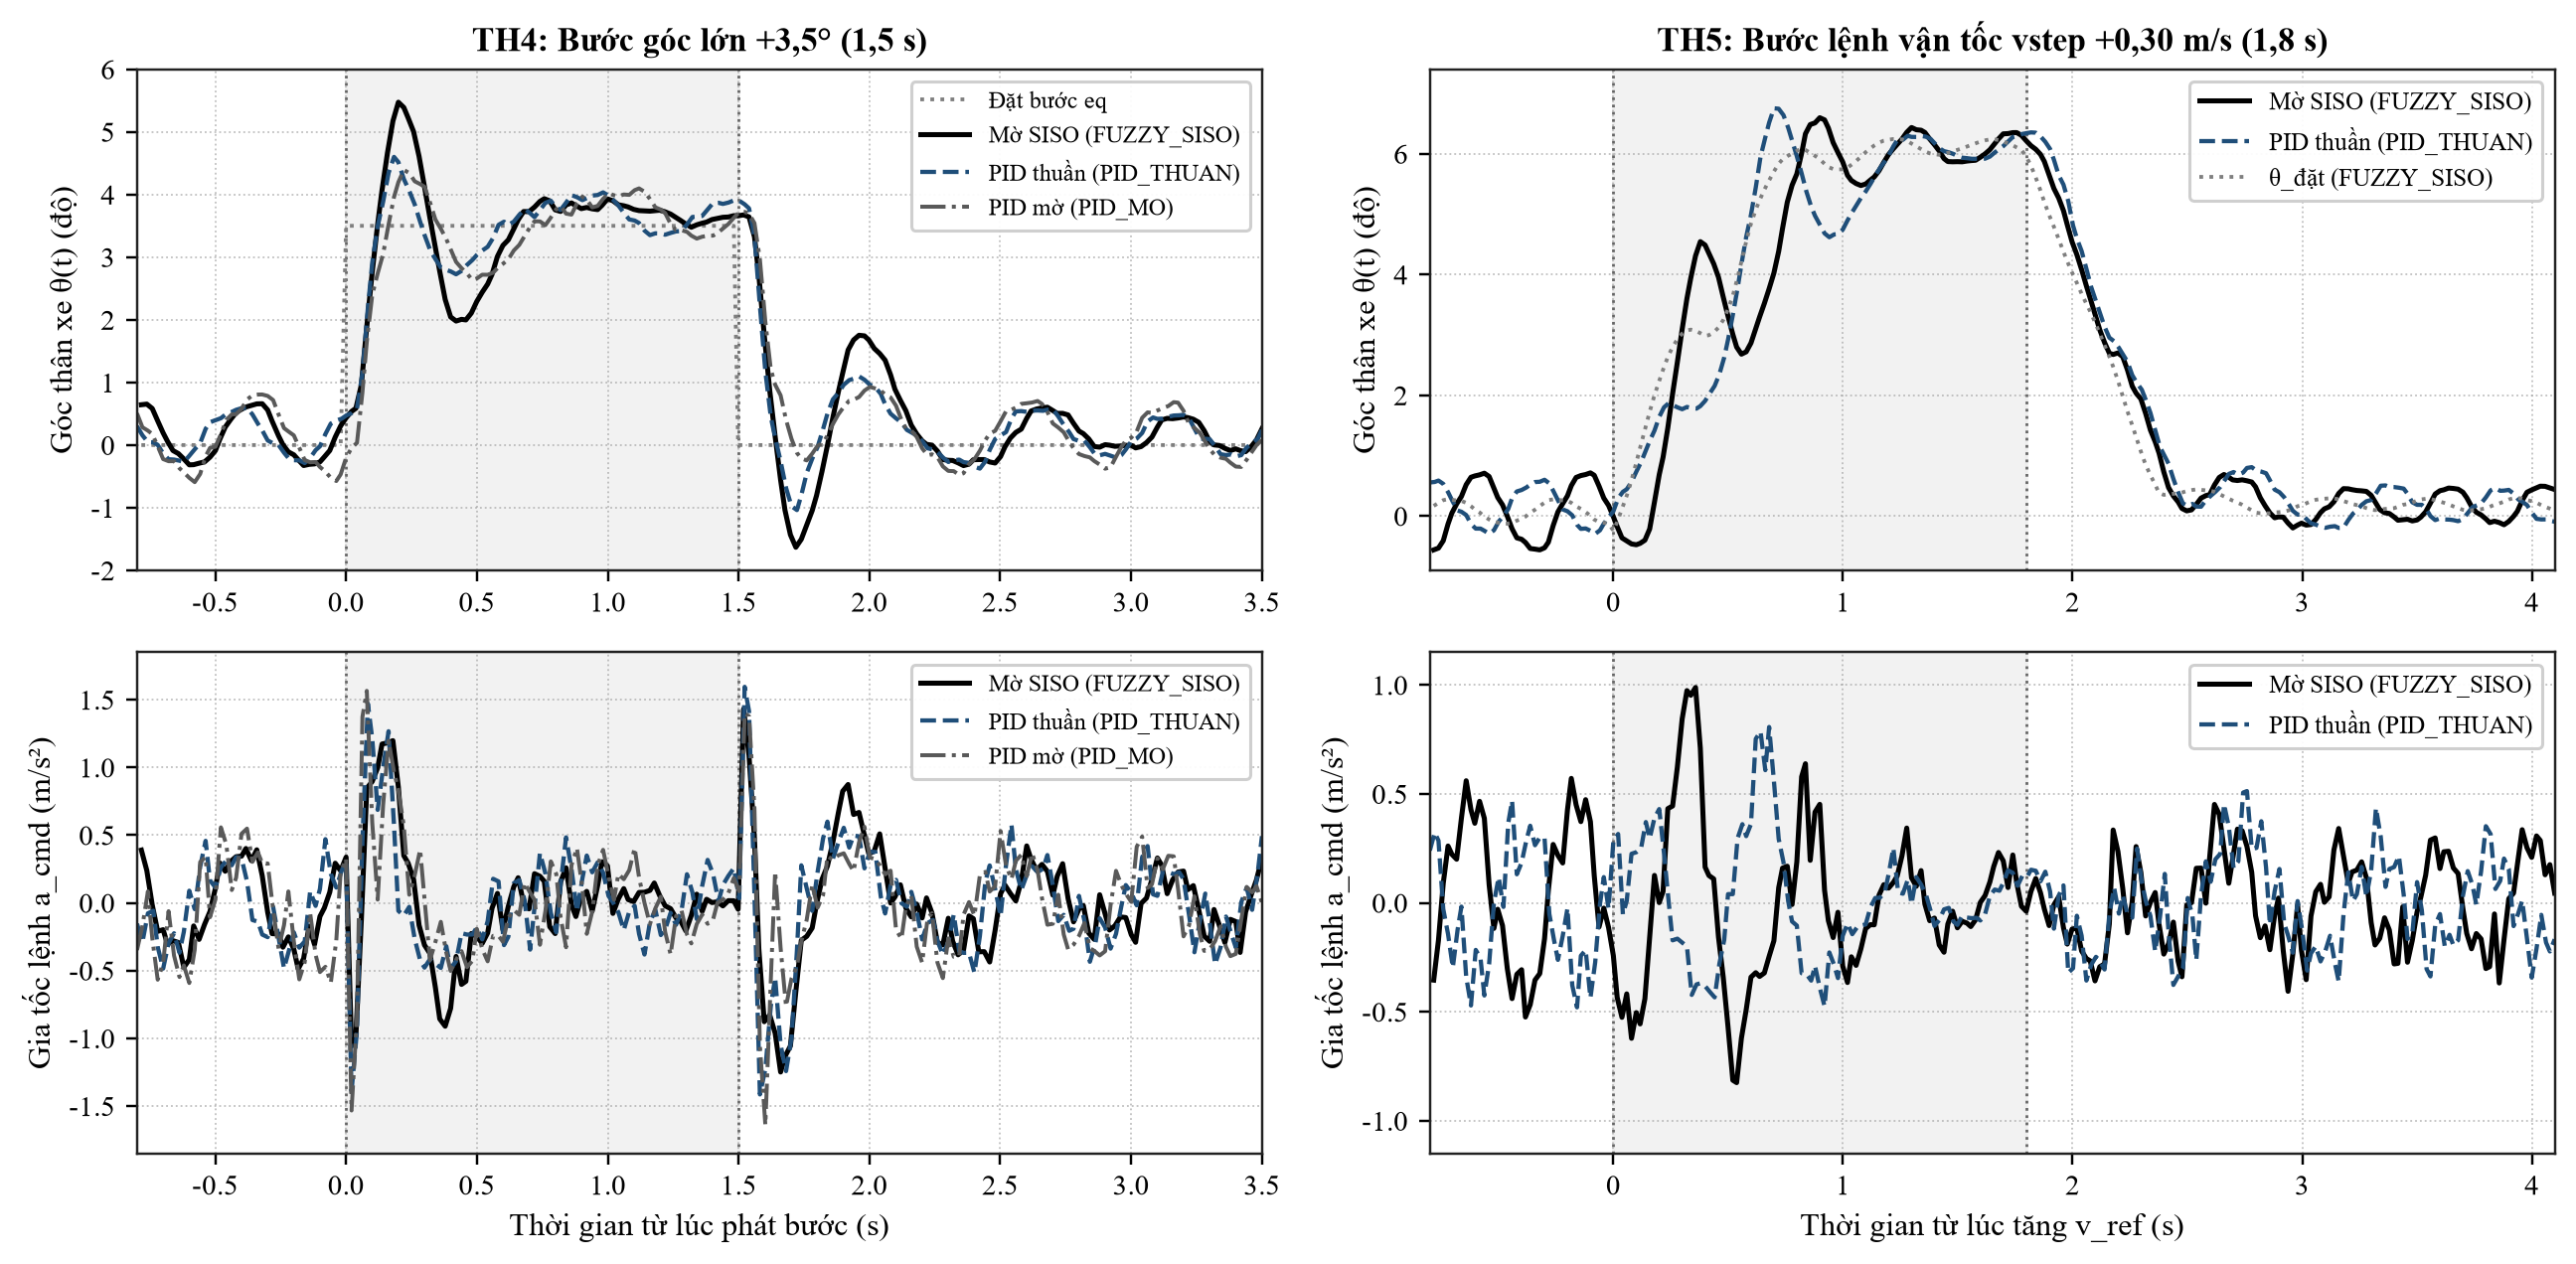 TH4: Bước góc lớn +3,5° (1,5 s)
Góc thân xe θ(t) (độ)
6
5
4
3
2
1
0
-1
-2
Đặt bước eq
Mờ SISO (FUZZY_SISO)
PID thuần (PID_THUAN)
PID mờ (PID_MO)
-0.5 0.0 0.5 1.0 1.5 2.0 2.5 3.0 3.5
TH5: Bước lệnh vận tốc vstep +0,30 m/s (1,8 s)
Góc thân xe θ(t) (độ)
6
4
2
0
Mờ SISO (FUZZY_SISO)
PID thuần (PID_THUAN)
θ_đặt (FUZZY_SISO)
0 1 2 3 4
Gia tốc lệnh a_cmd (m/s²)
1.5
1.0
0.5
0.0
-0.5
-1.0
-1.5
Mờ SISO (FUZZY_SISO)
PID thuần (PID_THUAN)
PID mờ (PID_MO)
-0.5 0.0 0.5 1.0 1.5 2.0 2.5 3.0 3.5
Thời gian từ lúc phát bước (s)
Gia tốc lệnh a_cmd (m/s²)
1.0
0.5
0.0
-0.5
-1.0
Mờ SISO (FUZZY_SISO)
PID thuần (PID_THUAN)
0 1 2 3 4
Thời gian từ lúc tăng v_ref (s)